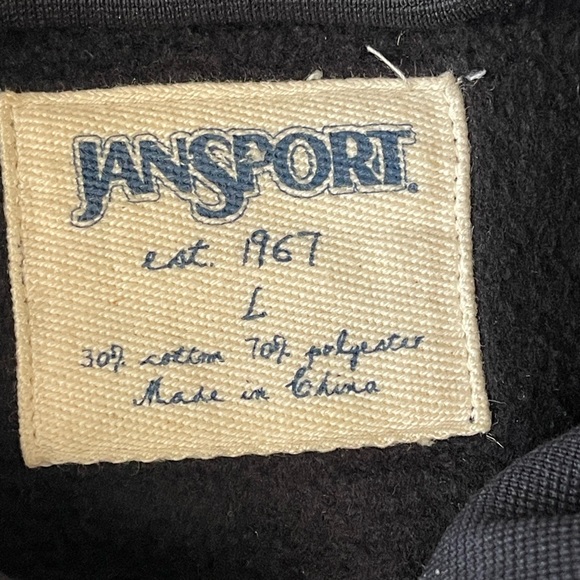 JANSPORT®
est. 1967
L
30% cotton 70% polyester
Made in China